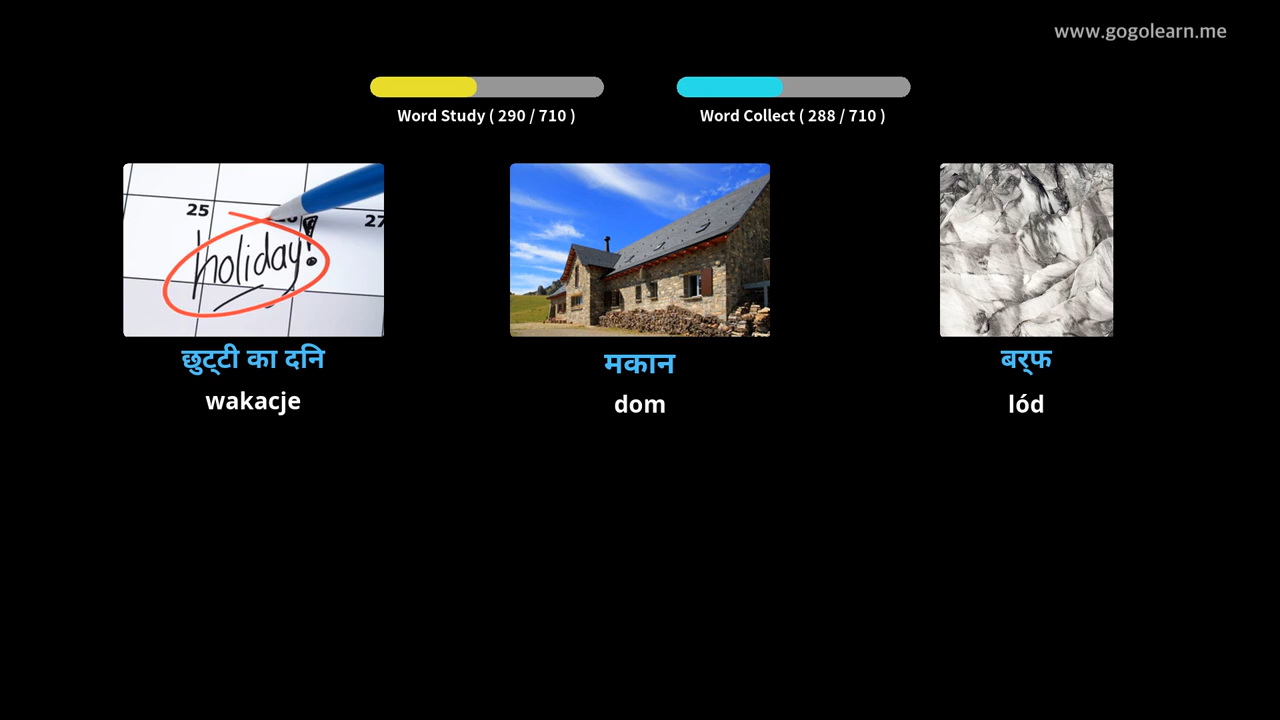 www.gogolearn.me
Word Study ( 290 / 710 )
Word Collect ( 288 / 710 )
25
27
holiday!
छुट्टी का दिन
मकान
बर्फ
wakacje
dom
lód